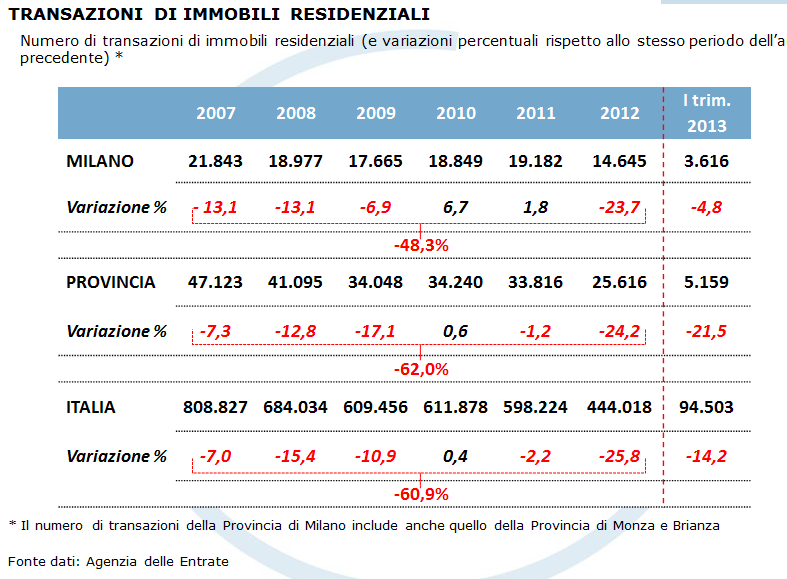 TRANSAZIONI DI IMMOBILI RESIDENZIALI
Numero di transazioni di immobili residenziali (e variazioni percentuali rispetto allo stesso periodo dell'a
precedente) *
2007 2008 2009 2010 2011 2012 I trim. 2013
MILANO 21.843 18.977 17.665 18.849 19.182 14.645 3.616
Variazione % - 13,1 -13,1 -6,9 6,7 1,8 -23,7 -4,8
-48,3%
PROVINCIA 47.123 41.095 34.048 34.240 33.816 25.616 5.159
Variazione % -7,3 -12,8 -17,1 0,6 -1,2 -24,2 -21,5
-62,0%
ITALIA 808.827 684.034 609.456 611.878 598.224 444.018 94.503
Variazione % -7,0 -15,4 -10,9 0,4 -2,2 -25,8 -14,2
-60,9%
* Il numero di transazioni della Provincia di Milano include anche quello della Provincia di Monza e Brianza
Fonte dati: Agenzia delle Entrate